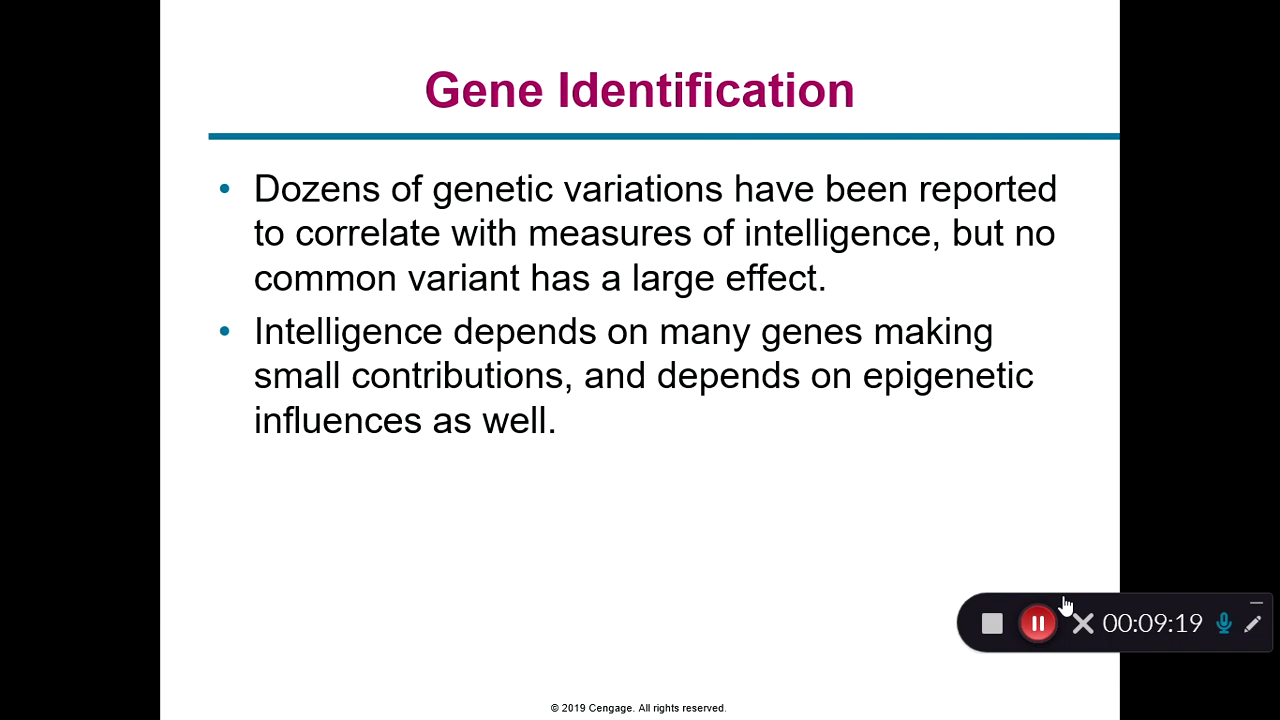 Gene Identification
• Dozens of genetic variations have been reported
to correlate with measures of intelligence, but no
common variant has a large effect.
• Intelligence depends on many genes making
small contributions, and depends on epigenetic
influences as well.
00:09:19
© 2019 Cengage. All rights reserved.